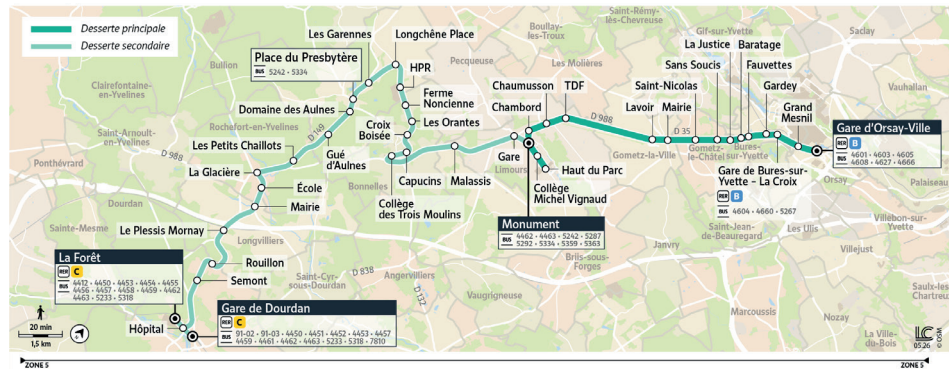 Desserte principale
Desserte secondaire
Les Garennes
Longchêne Place
Place du Presbytère
BUS 5242 • 5334
Domaine des Aulnes
Les Petits Chaillots
La Glacière
Gué
d'Aulnes
École
Mairie
Le Plessis Mornay
Rouillon
Semont
Hôpital
La Forêt
RER C
BUS
4412 • 4450 • 4453 • 4454 • 4455
4456 • 4457 • 4458 • 4459 • 4462
4463 • 5233 • 5318
Gare de Dourdan
RER C
BUS
91-02 • 91-03 • 4450 • 4451 • 4452 • 4453 • 4457
4459 • 4461 • 4462 • 4463 • 5233 • 5318 • 7810
HPR
Ferme
Noncienne
Les Orantes
Croix
Boisée
Capucins
Collège
des Trois Moulins
Malassis
Gare
Chaumusson
Chambord
TDF
Haut du Parc
Collège
Michel Vignaud
Monument
BUS
4462 • 4463 • 5242 • 5287
5292 • 5334 • 5359 • 5363
Lavoir
Mairie
Saint-Nicolas
Sans Soucis
La Justice
Baratage
Fauvettes
Gardey
Grand
Mesnil
Gare de Bures-sur-
Yvette – La Croix
RER B
BUS 4604 • 4660 • 5267
Gare d'Orsay-Ville
RER B
BUS
4601 • 4603 • 4605
4608 • 4627 • 4666
Clairefontaine-
en-Yvelines
Bullion
Rochefort-en-Yvelines
Saint-Arnoult-
en-Yvelines
Ponthévrard
D 988
D 149
Bonnelles
Sainte-Mesme
Longvilliers
Saint-Cyr-
sous-Dourdan
D 838
Angervilliers
D 132
Vaugrigneuse
Pecqueuse
Boullay-
les-Troux
Les Molières
Limours
Briis-sous-
Forges
Janvry
D 988
Gometz-la-Ville
D 35
Gometz-
le-Châtel
Bures-
sur-Yvette
Saint-Rémy-
lès-Chevreuse
Gif-sur-Yvette
Saclay
Vauhallan
Orsay
Palaiseau
Les Ulis
Saint-Jean-
de-Beauregard
Villebon-sur-
Yvette
Villejust
Marcoussis
Nozay
Saulx-les-
Chartreux
La Ville-
du-Bois
20 min
1,5 km
LC
05.26
© OSM
ZONE 5
ZONE 5